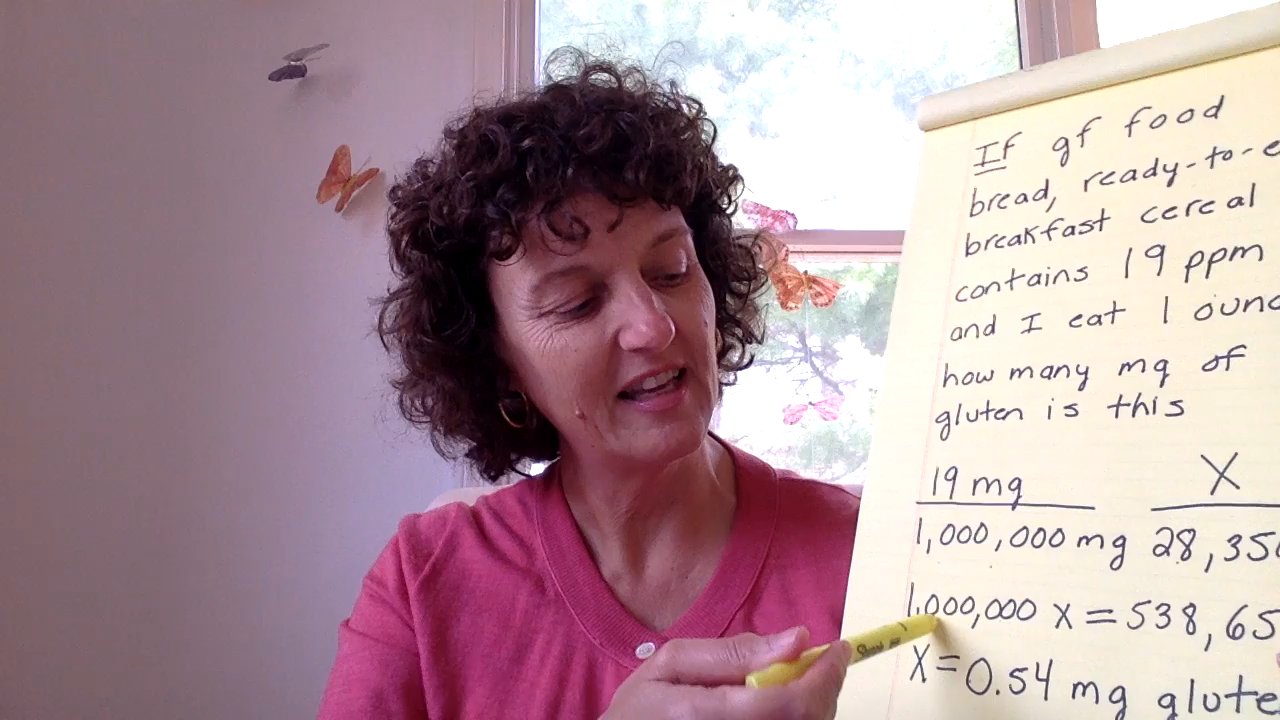 If gf food
bread, ready-to-e
breakfast cereal
contains 19 ppm
and I eat 1 oun
how many mg of
gluten is this
19 mg X
1,000,000 mg 28,35
1,000,000 X = 538,65
X = 0.54 mg glute